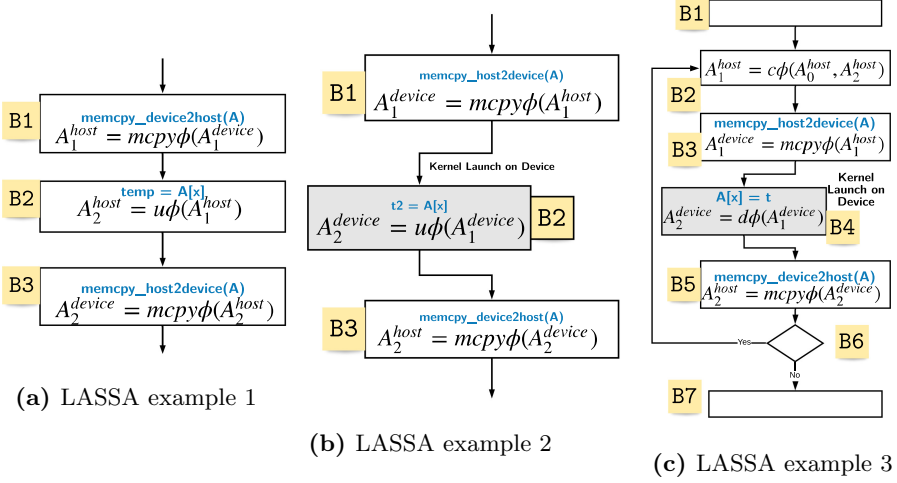 B1
memcpy_device2host(A)
A_1^{host} = mcpyϕ(A_1^{device})
B2
temp = A[x]
A_2^{host} = uϕ(A_1^{host})
B3
memcpy_host2device(A)
A_2^{device} = mcpyϕ(A_2^{host})
(a) LASSA example 1
B1
memcpy_host2device(A)
A_1^{device} = mcpyϕ(A_1^{host})
Kernel Launch on Device
t2 = A[x]
A_2^{device} = uϕ(A_1^{device})
B2
B3
memcpy_device2host(A)
A_2^{host} = mcpyϕ(A_2^{device})
(b) LASSA example 2
B1
A_1^{host} = cϕ(A_0^{host}, A_2^{host})
B2
memcpy_host2device(A)
B3
A_1^{device} = mcpyϕ(A_1^{host})
Kernel
Launch on
Device
A[x] = t
A_2^{device} = dϕ(A_1^{device})
B4
memcpy_device2host(A)
B5
A_2^{host} = mcpyϕ(A_2^{device})
Yes
B6
No
B7
(c) LASSA example 3